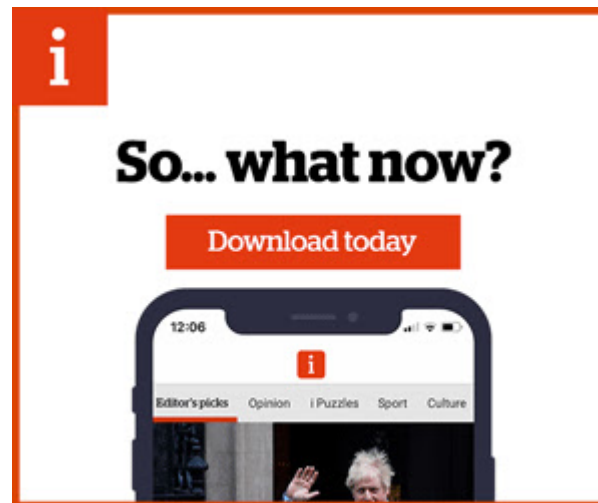 i
So... what now?
Download today
12:06
i
Editor's picks Opinion i Puzzles Sport Culture